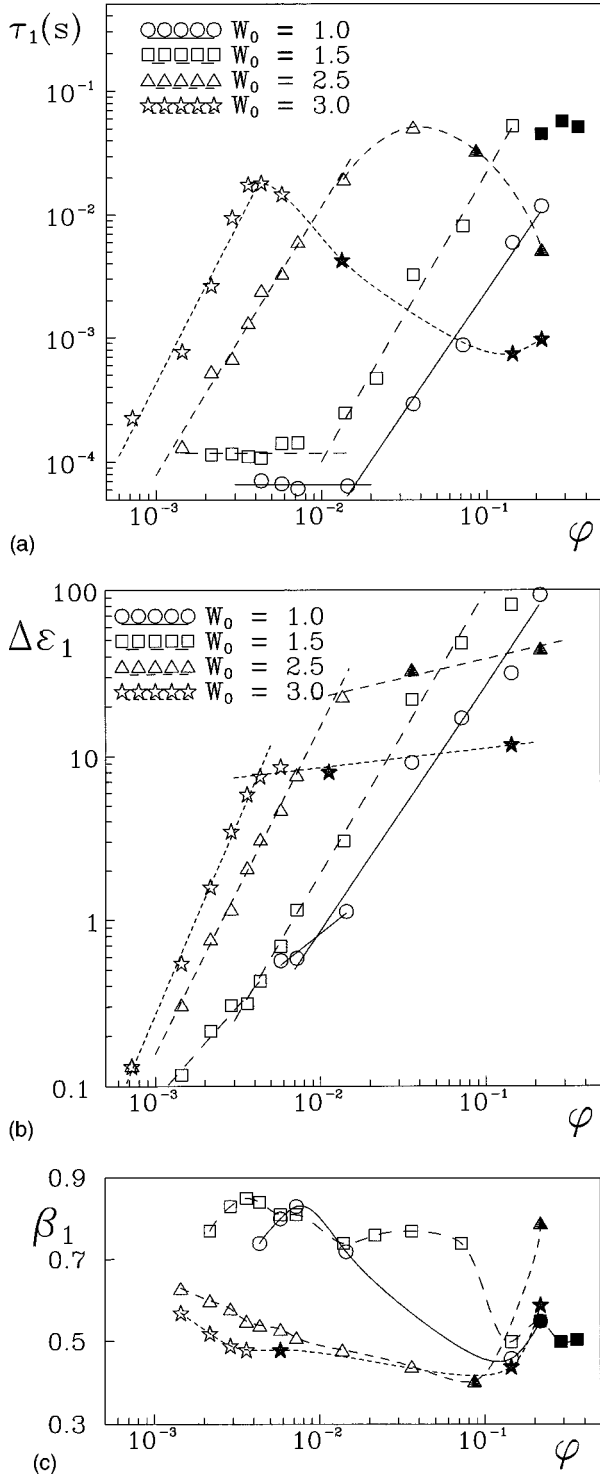 τ₁(s)
W₀ = 1.0
W₀ = 1.5
W₀ = 2.5
W₀ = 3.0
10⁻¹
10⁻²
10⁻³
10⁻⁴
10⁻³ 10⁻² 10⁻¹ φ
(a)
100
Δε₁
W₀ = 1.0
W₀ = 1.5
W₀ = 2.5
W₀ = 3.0
10
1
0.1
10⁻³ 10⁻² 10⁻¹ φ
(b)
0.9
β₁
0.7
0.5
0.3
10⁻³ 10⁻² 10⁻¹ φ
(c)